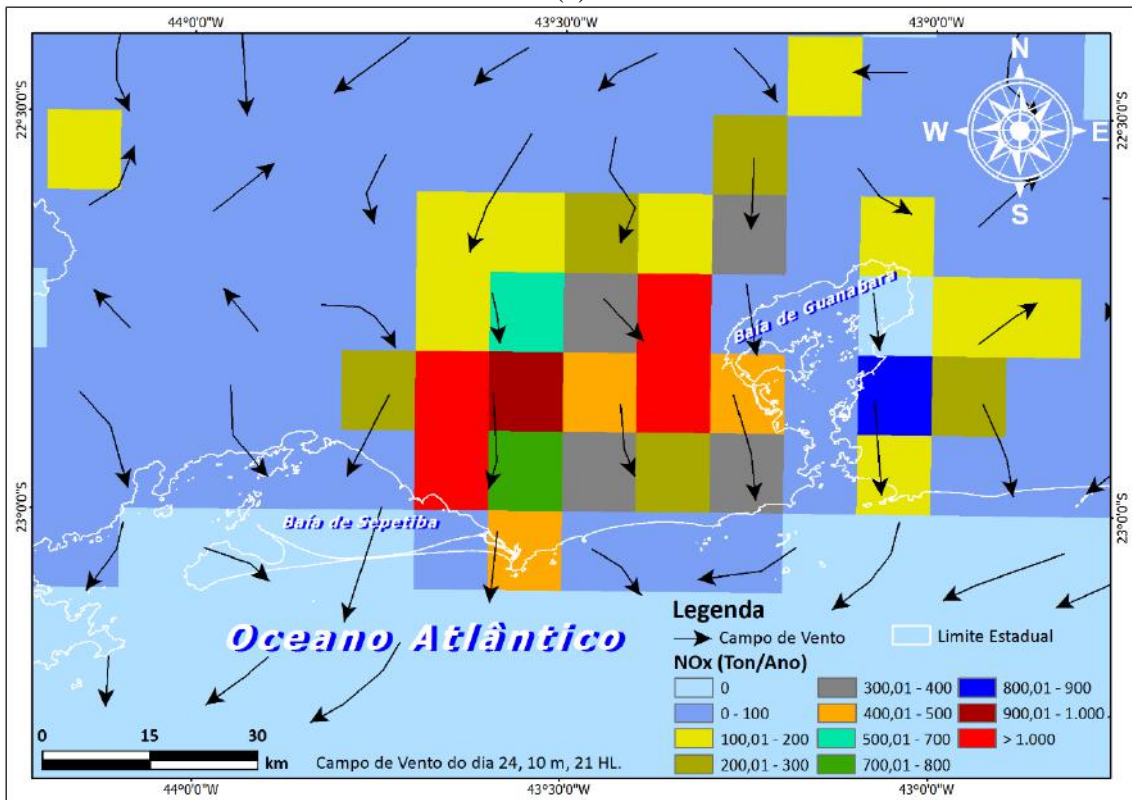 44°0'0"W
43°30'0"W
43°0'0"W
22°30'0"S
22°30'0"S
N
W
E
S
Baía de Guanabara
23°0'0"S
23°0'0"S
Baía de Sepetiba
Oceano Atlântico
Legenda
Campo de Vento
Limite Estadual
NOx (Ton/Ano)
0
300,01 - 400
800,01 - 900
0 - 100
400,01 - 500
900,01 - 1.000
100,01 - 200
500,01 - 700
> 1.000
200,01 - 300
700,01 - 800
0
15
30
km
Campo de Vento do dia 24, 10 m, 21 HL.
44°0'0"W
43°30'0"W
43°0'0"W